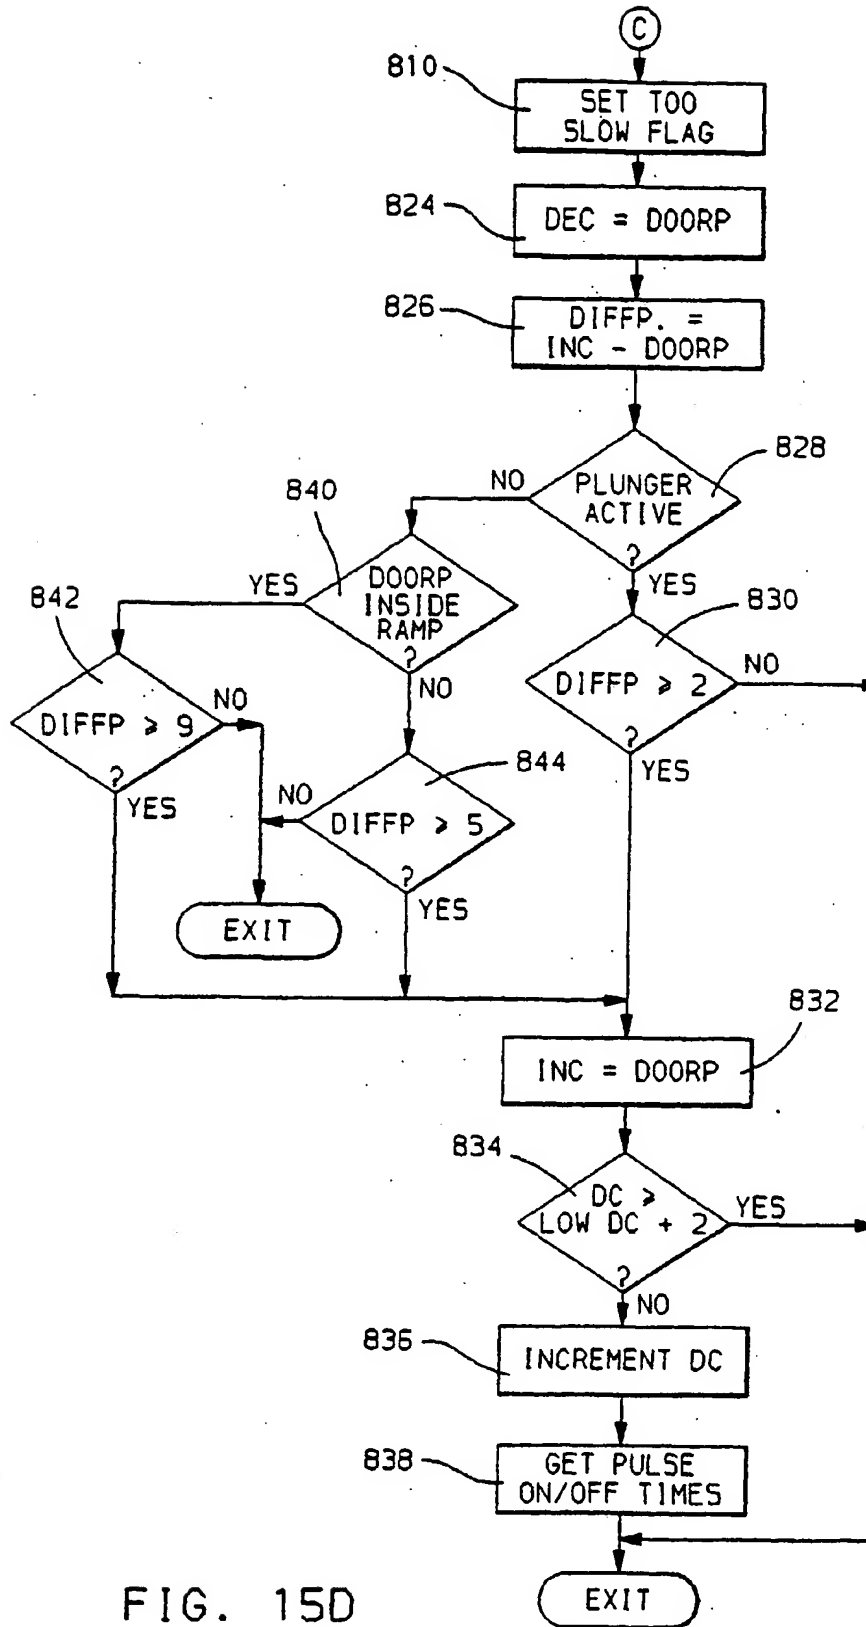 C
810
SET TOO
SLOW FLAG
824
DEC = DOORP
826
DIFFP. =
INC - DOORP
828
PLUNGER
ACTIVE
?
NO
YES
840
DOORP
INSIDE
RAMP
?
YES
NO
830
DIFFP ⩾ 2
?
NO
YES
842
DIFFP ⩾ 9
?
NO
YES
844
DIFFP ⩾ 5
?
NO
YES
EXIT
832
INC = DOORP
834
DC ⩾
LOW DC + 2
?
YES
NO
836
INCREMENT DC
838
GET PULSE
ON/OFF TIMES
EXIT
FIG. 15D